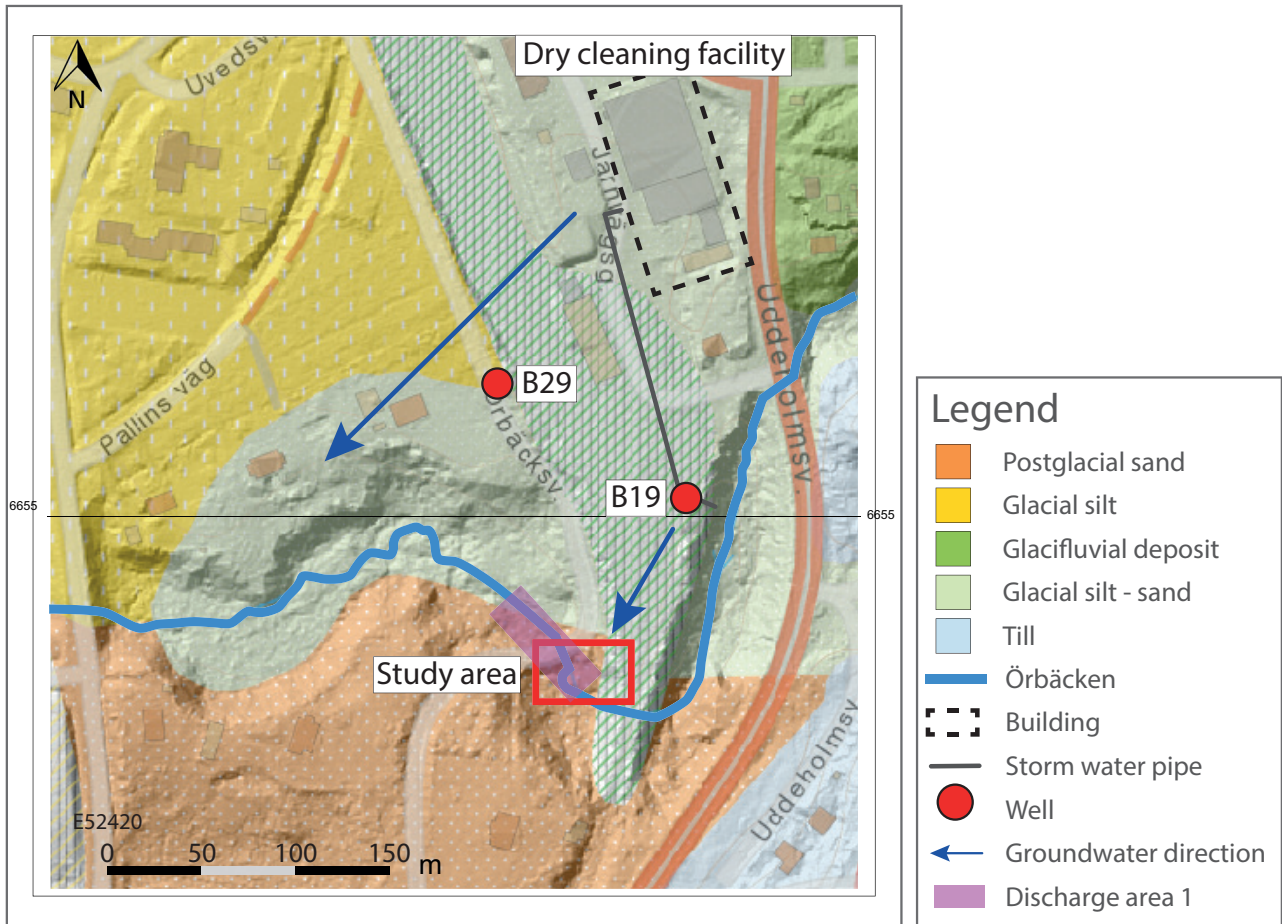 Dry cleaning facility
Uvedsv
N
Järnvägsg
Uddeholmsv.
Pallins väg
B29
Örbäcksv.
B19
6655
6655
Study area
Uddeholmsv
E52420
0 50 100 150 m
Legend
Postglacial sand
Glacial silt
Glacifluvial deposit
Glacial silt - sand
Till
Örbäcken
Building
Storm water pipe
Well
Groundwater direction
Discharge area 1